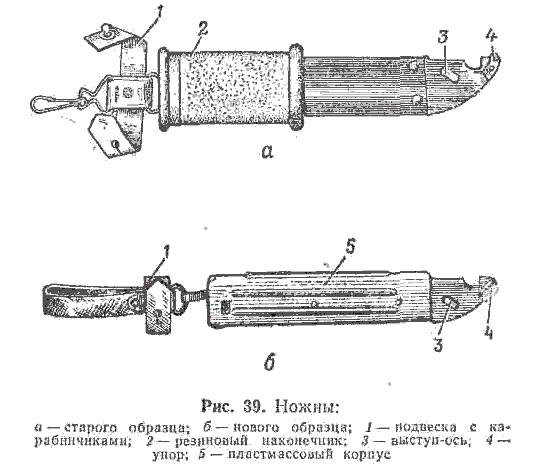 1
2
3
4
а
1
5
3
4
б
Рис. 39. Ножны:
а — старого образца; б — нового образца; 1 — подвеска с ка-
рабинчиками; 2 — резиновый наконечник; 3 — выступ-ось; 4 —
упор; 5 — пластмассовый корпус